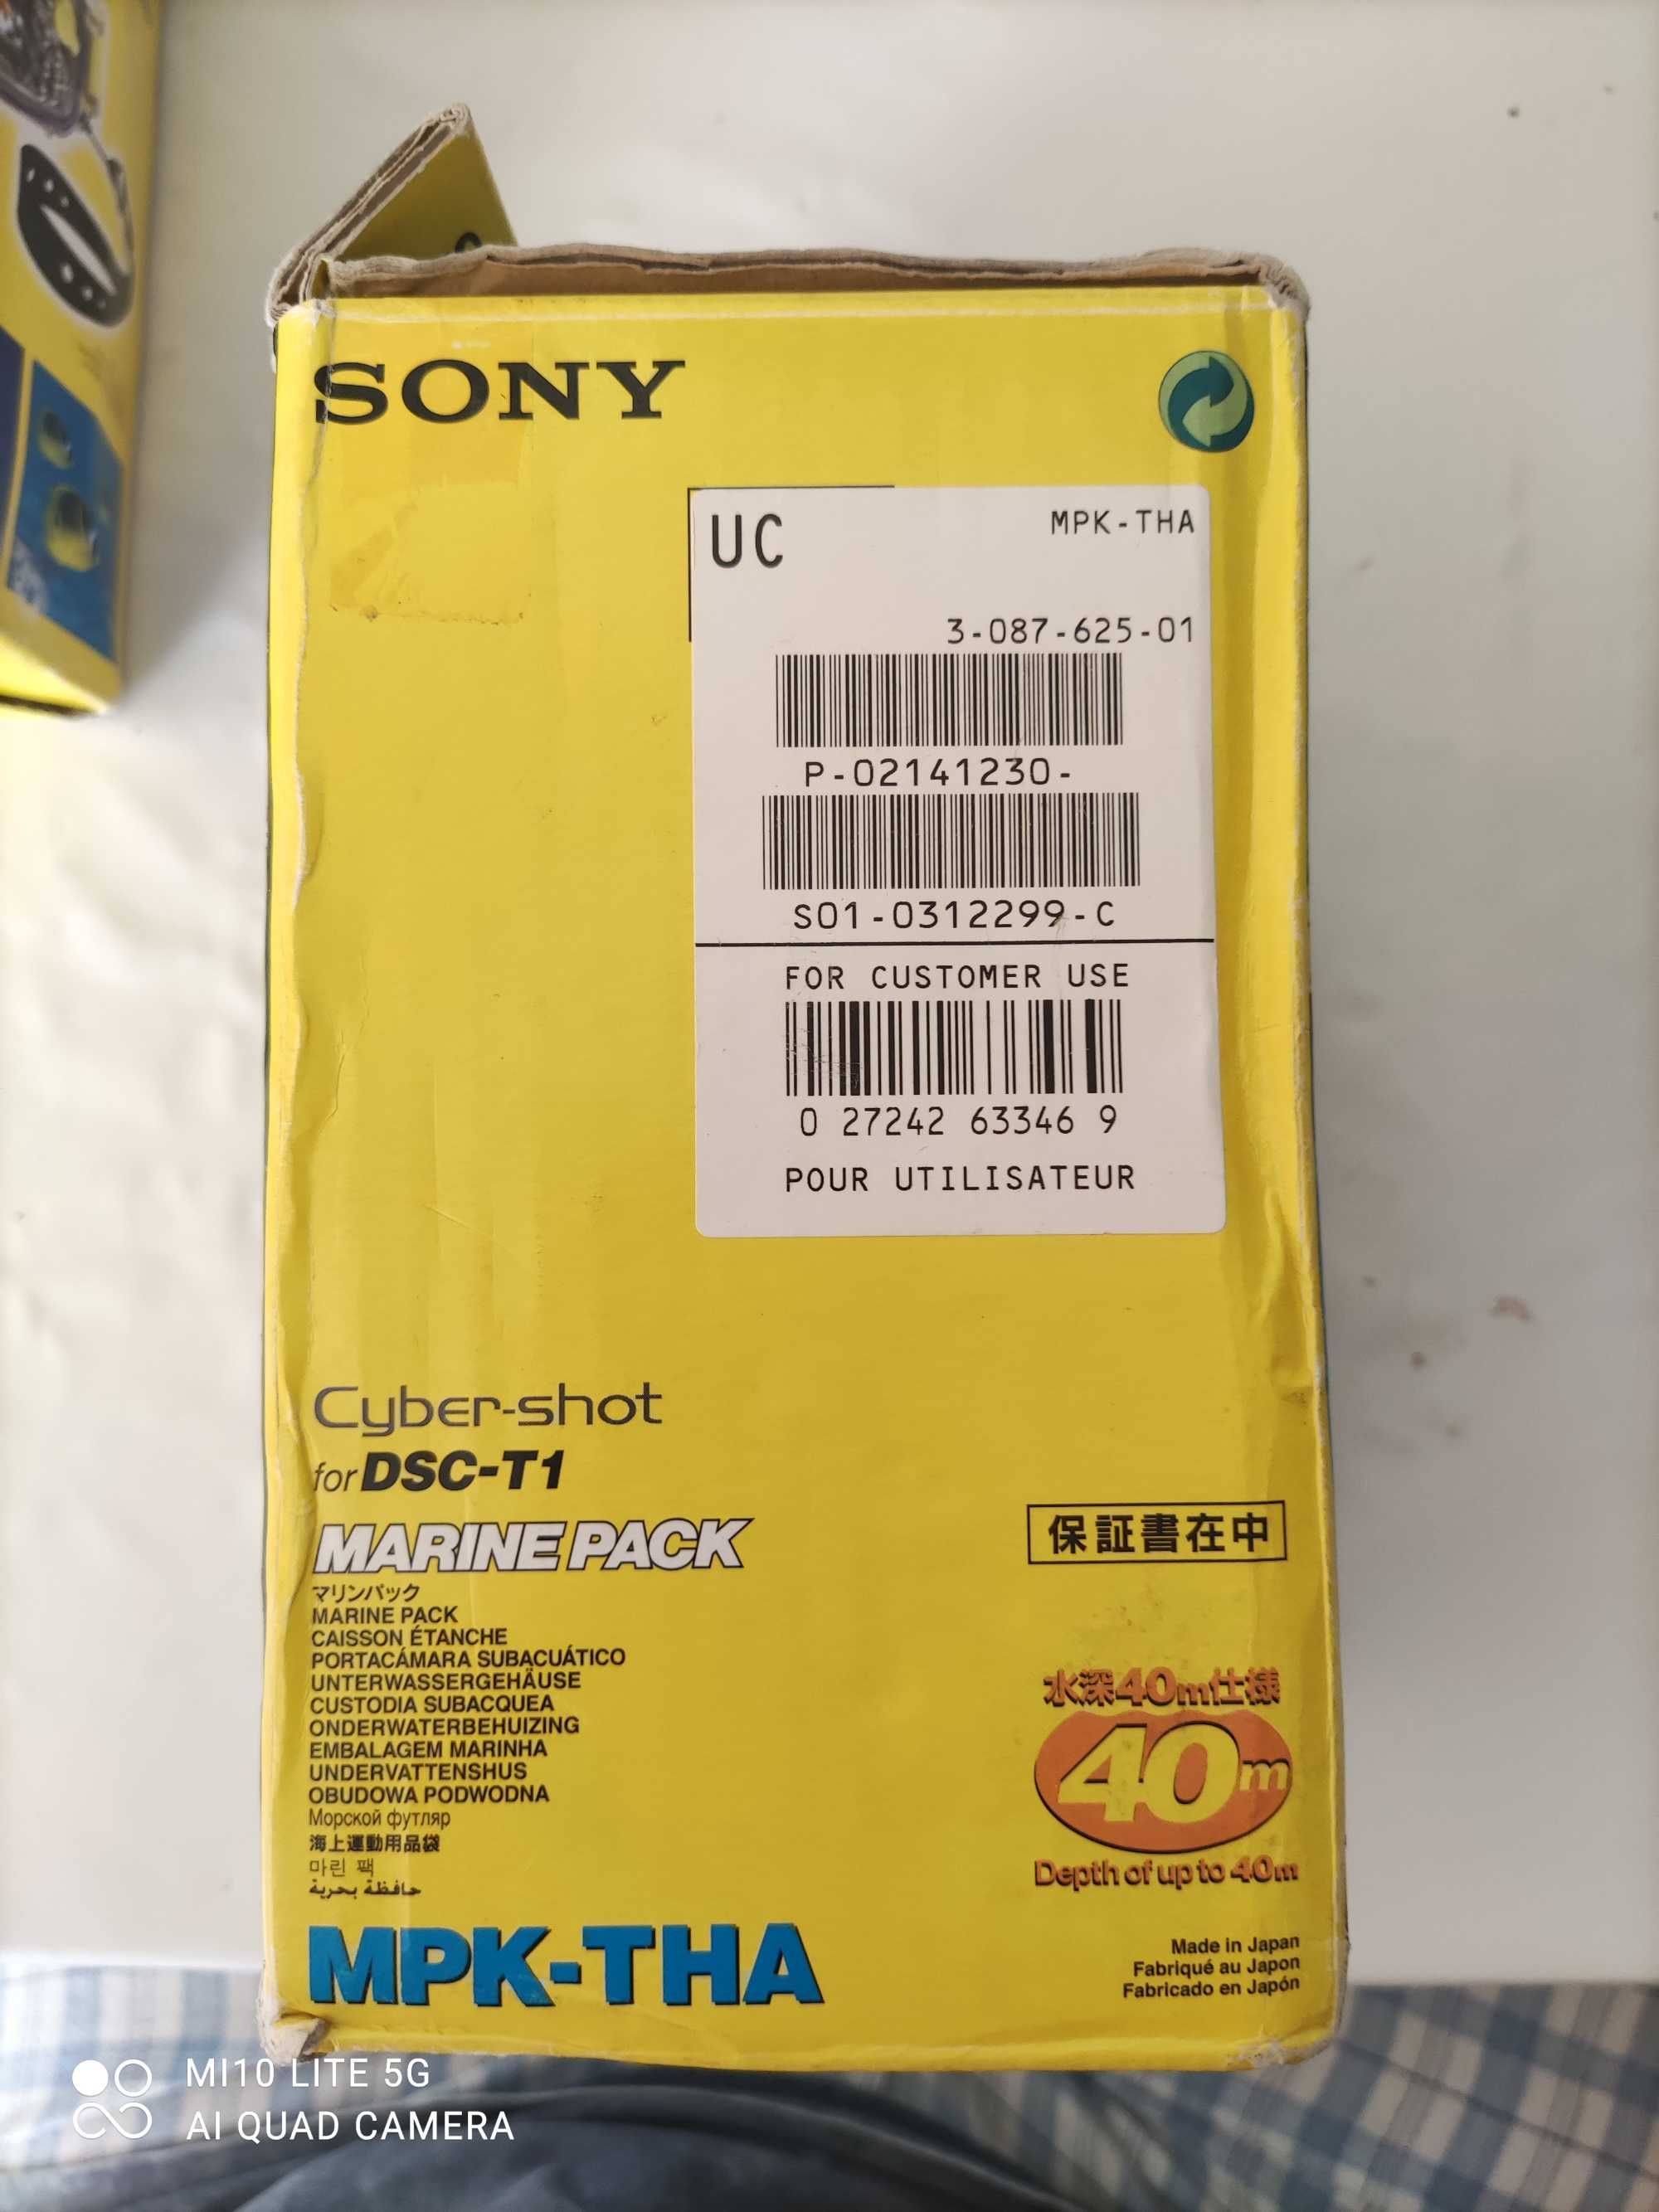 SONY
UC
MPK-THA
3-087-625-01
P-02141230-
S01-0312299-C
FOR CUSTOMER USE
0 27242 63346 9
POUR UTILISATEUR
Cyber-shot
for DSC-T1
MARINE PACK
マリンパック
MARINE PACK
CAISSON ÉTANCHE
PORTACÁMARA SUBACUÁTICO
UNTERWASSERGEHÄUSE
CUSTODIA SUBACQUEA
ONDERWATERBEHUIZING
EMBALAGEM MARINHA
UNDERVATTENSHUS
OBUDOWA PODWODNA
Морской футляр
海上運動用品袋
마린 팩
حافظة بحرية
MPK-THA
保証書在中
水深40m仕様
40m
Depth of up to 40m
Made in Japan
Fabriqué au Japon
Fabricado en Japón
MI 10 LITE 5G
AI QUAD CAMERA